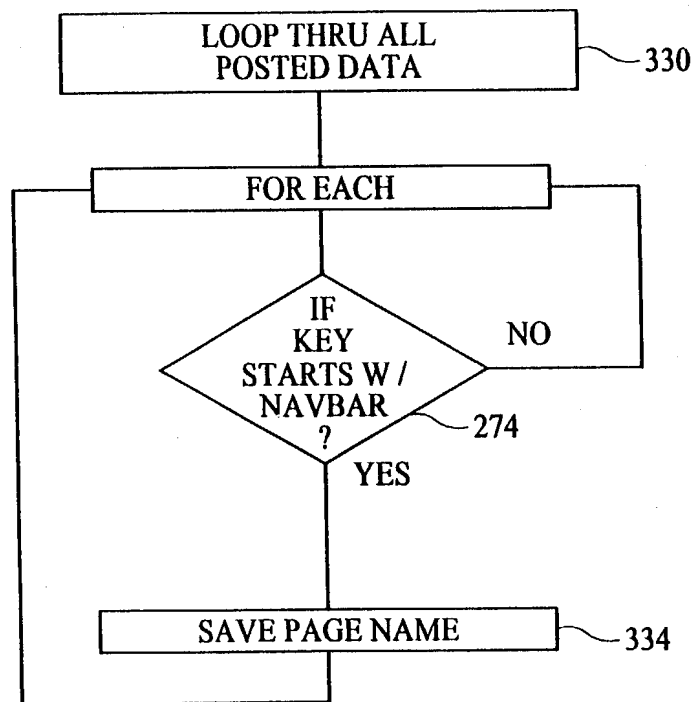 LOOP THRU ALL
POSTED DATA
330
FOR EACH
IF
KEY
STARTS W /
NAVBAR
?
NO
274
YES
SAVE PAGE NAME
334